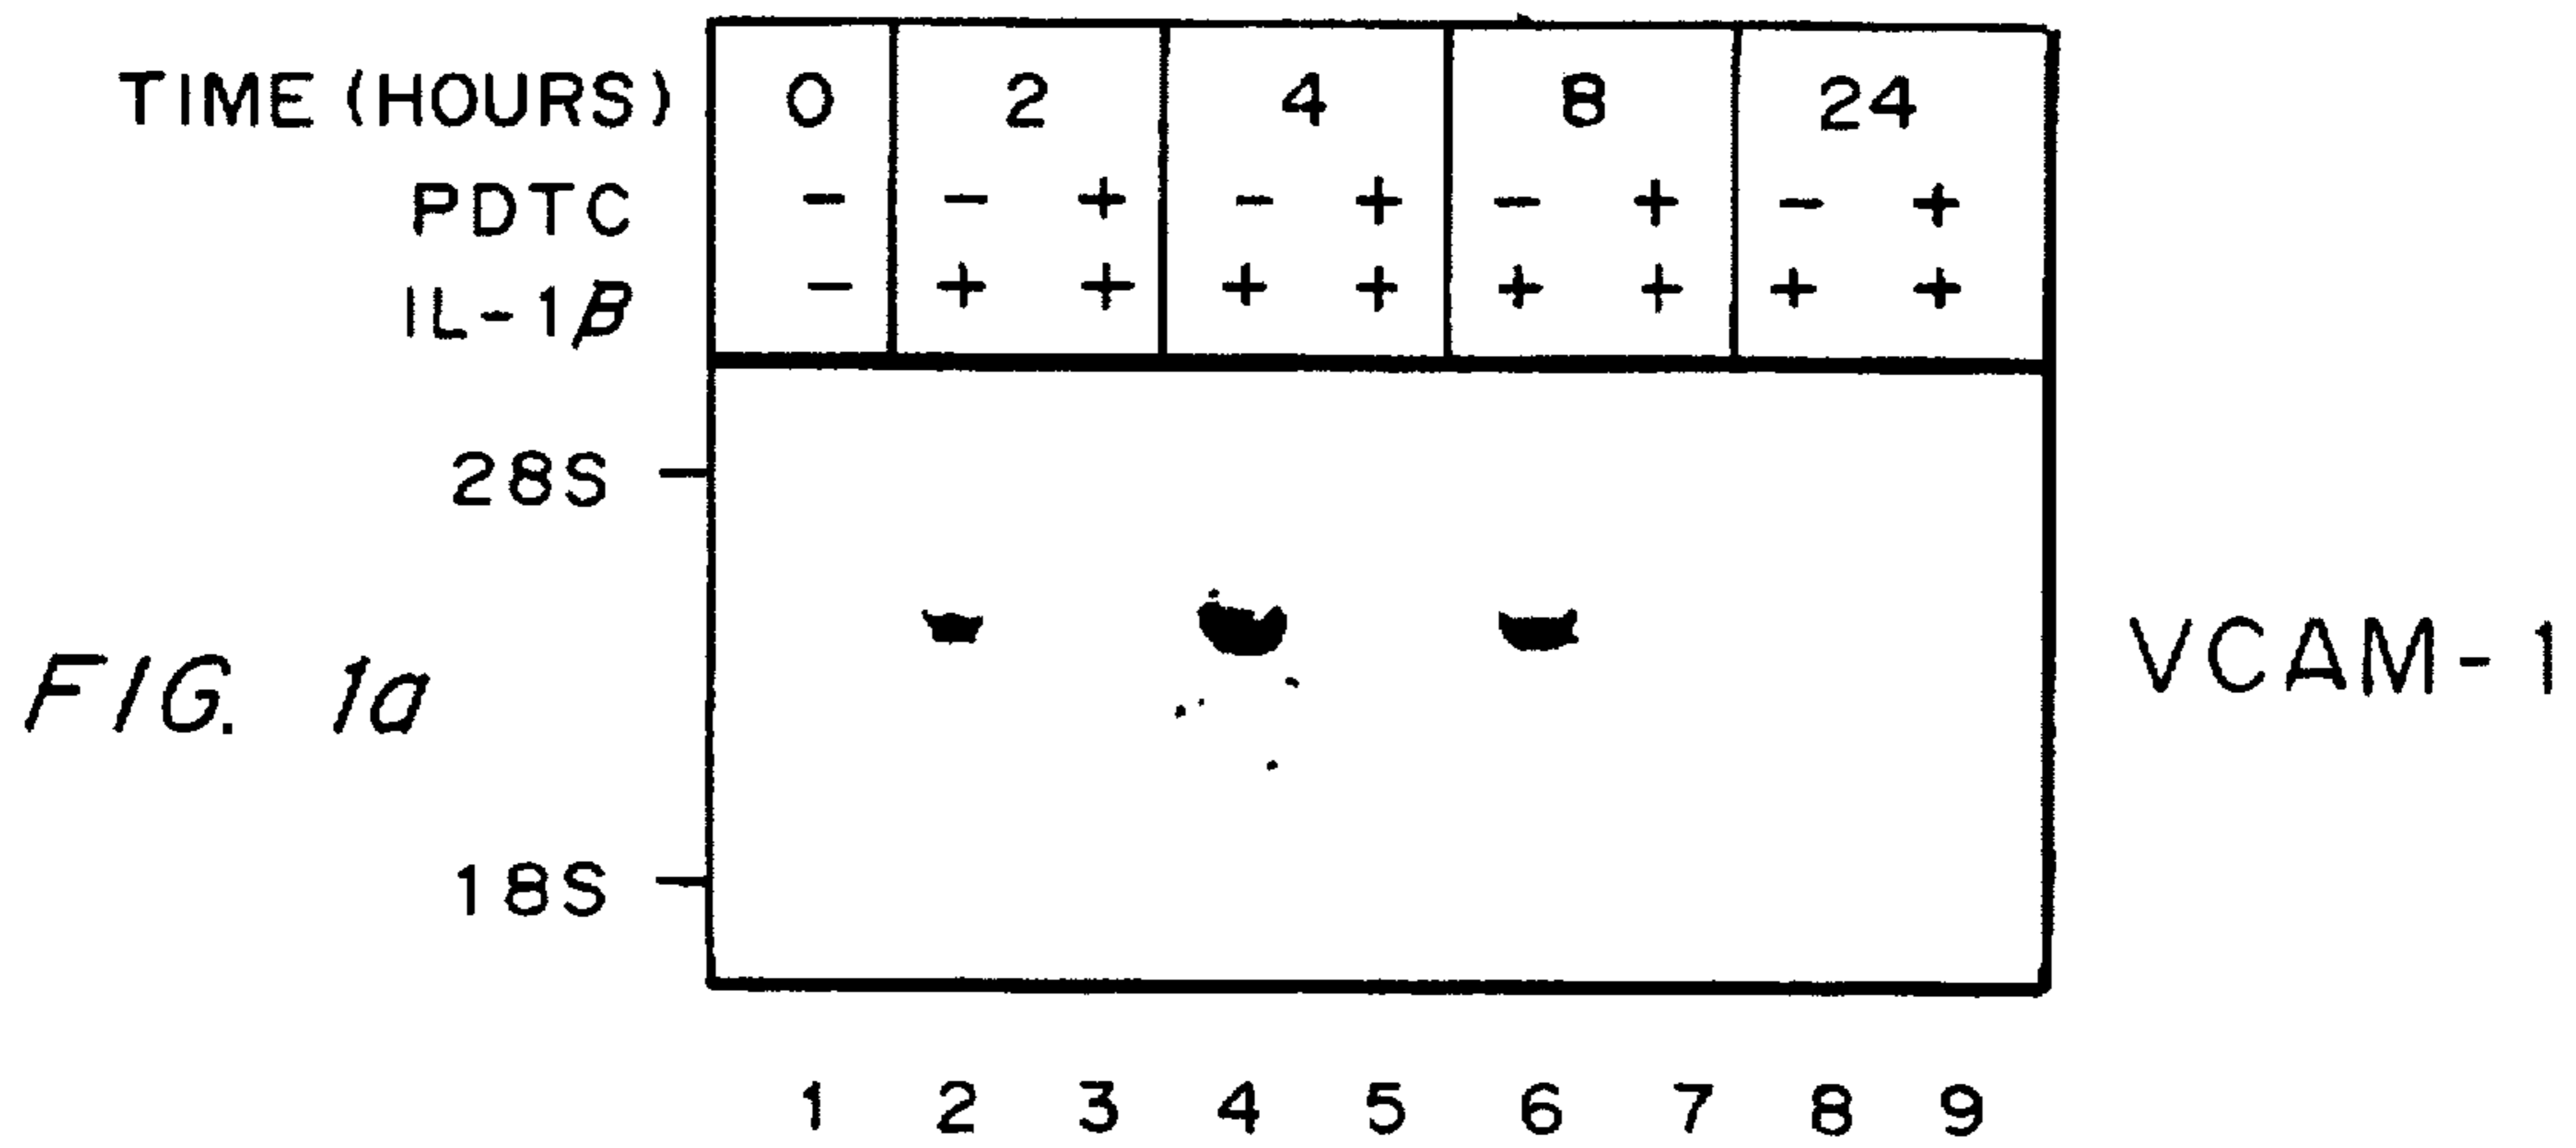 TIME (HOURS) 0 2 4 8 24
PDTC - - + - + - + - +
IL-1β - + + + + + + + +
28S
FIG. 1a
VCAM-1
18S
1 2 3 4 5 6 7 8 9